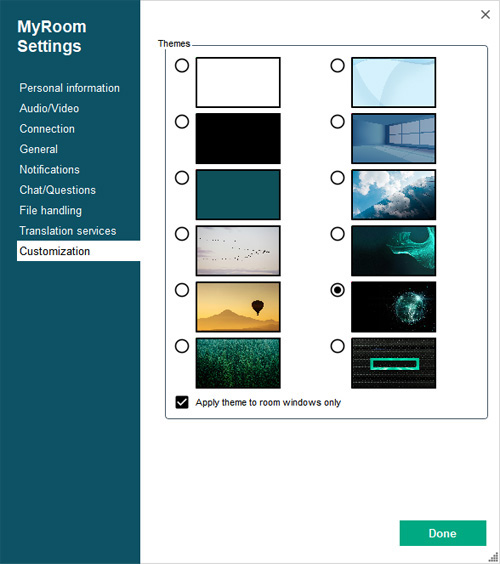 MyRoom
Settings
Personal information
Audio/Video
Connection
General
Notifications
Chat/Questions
File handling
Translation services
Customization
Themes
Apply theme to room windows only
Done